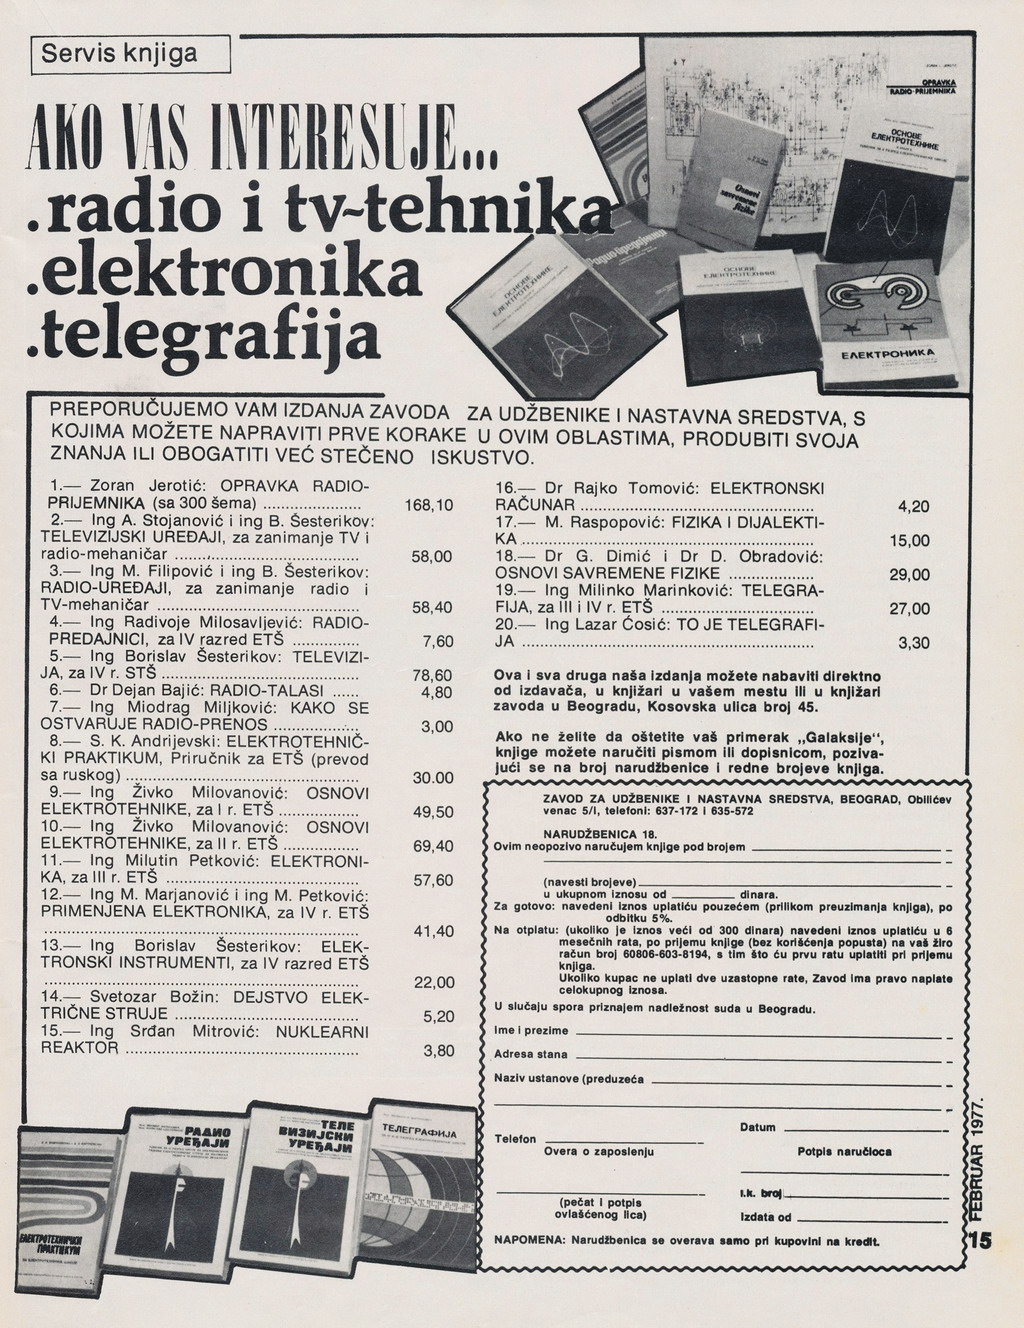 Servis knjiga
AKO VAS INTERESUJE...
.radio i tv-tehnika
.elektronika
.telegrafija
OPRAVKA
RADIO-PRIJEMNIKA
ОСНОВЕ
ЕЛЕКТРОТЕХНИКЕ
Osnovi
savremene
fizike
Радиопредајници
ОСНОВЕ
ЕЛЕКТРОТЕХНИКЕ
ОСНОВЕ
ЕЛЕКТРОТЕХНИКЕ
ЕЛЕКТРОНИКА
PREPORUČUJEMO VAM IZDANJA ZAVODA ZA UDŽBENIKE I NASTAVNA SREDSTVA, S
KOJIMA MOŽETE NAPRAVITI PRVE KORAKE U OVIM OBLASTIMA, PRODUBITI SVOJA
ZNANJA ILI OBOGATITI VEĆ STEČENO ISKUSTVO.
1.— Zoran Jerotić: OPRAVKA RADIO-
PRIJEMNIKA (sa 300 šema) ..................... 168,10
2.— Ing A. Stojanović i ing B. Šesterikov:
TELEVIZIJSKI UREĐAJI, za zanimanje TV i
radio-mehaničar ..................... 58,00
3.— Ing M. Filipović i ing B. Šesterikov:
RADIO-UREĐAJI, za zanimanje radio i
TV-mehaničar ..................... 58,40
4.— Ing Radivoje Milosavljević: RADIO-
PREDAJNICI, za IV razred ETŠ .............. 7,60
5.— Ing Borislav Šesterikov: TELEVIZI-
JA, za IV r. STŠ ..................... 78,60
6.— Dr Dejan Bajić: RADIO-TALASI ...... 4,80
7.— Ing Miodrag Miljković: KAKO SE
OSTVARUJE RADIO-PRENOS .............. 3,00
8.— S. K. Andrijevski: ELEKTROTEHNIČ-
KI PRAKTIKUM, Priručnik za ETŠ (prevod
sa ruskog) ..................... 30.00
9.— Ing Živko Milovanović: OSNOVI
ELEKTROTEHNIKE, za I r. ETŠ .............. 49,50
10.— Ing Živko Milovanović: OSNOVI
ELEKTROTEHNIKE, za II r. ETŠ .............. 69,40
11.— Ing Milutin Petković: ELEKTRONI-
KA, za III r. ETŠ ..................... 57,60
12.— Ing M. Marjanović i ing M. Petković:
PRIMENJENA ELEKTRONIKA, za IV r. ETŠ
..................... 41,40
13.— Ing Borislav Šesterikov: ELEK-
TRONSKI INSTRUMENTI, za IV razred ETŠ
..................... 22,00
14.— Svetozar Božin: DEJSTVO ELEK-
TRIČNE STRUJE ..................... 5,20
15.— Ing Srđan Mitrović: NUKLEARNI
REAKTOR ..................... 3,80
16.— Dr Rajko Tomović: ELEKTRONSKI
RAČUNAR ..................... 4,20
17.— M. Raspopović: FIZIKA I DIJALEKTI-
KA ..................... 15,00
18.— Dr G. Dimić i Dr D. Obradović:
OSNOVI SAVREMENE FIZIKE .............. 29,00
19.— Ing Milinko Marinković: TELEGRA-
FIJA, za III i IV r. ETŠ ..................... 27,00
20.— Ing Lazar Ćosić: TO JE TELEGRAFI-
JA ..................... 3,30
Ova i sva druga naša izdanja možete nabaviti direktno
od izdavača, u knjižari u vašem mestu ili u knjižari
zavoda u Beogradu, Kosovska ulica broj 45.
Ako ne želite da oštetite vaš primerak „Galaksije“,
knjige možete naručiti pismom ili dopisnicom, poziva-
jući se na broj narudžbenice i redne brojeve knjiga.
ZAVOD ZA UDŽBENIKE I NASTAVNA SREDSTVA, BEOGRAD, Obilićev
venac 5/I, telefoni: 637-172 i 635-572
NARUDŽBENICA 18.
Ovim neopozivo naručujem knjige pod brojem
(navesti brojeve)
u ukupnom iznosu od ________ dinara.
Za gotovo: navedeni iznos uplatiću pouzećem (prilikom preuzimanja knjiga), po
odbitku 5%.
Na otplatu: (ukoliko je iznos veći od 300 dinara) navedeni iznos uplatiću u 6
mesečnih rata, po prijemu knjige (bez korišćenja popusta) na vaš žiro
račun broj 60806-603-8194, s tim što ću prvu ratu uplatiti pri prijemu
knjiga.
Ukoliko kupac ne uplati dve uzastopne rate, Zavod ima pravo naplate
celokupnog iznosa.
U slučaju spora priznajem nadležnost suda u Beogradu.
Ime i prezime
Adresa stana
Naziv ustanove (preduzeća
Telefon
Datum
Overa o zaposlenju
Potpis naručioca
(pečat i potpis
ovlašćenog lica)
l.k. broj
Izdata od
NAPOMENA: Narudžbenica se overava samo pri kupovini na kredit.
ЕЛЕКТРОТЕХНИЧКИ
ПРАКТИКУМ
РАДИО
УРЕЂАЈИ
ТЕЛЕ
ВИЗИЈСКИ
УРЕЂАЈИ
ТЕЛЕГРАФИЈА
FEBRUAR 1977.
15